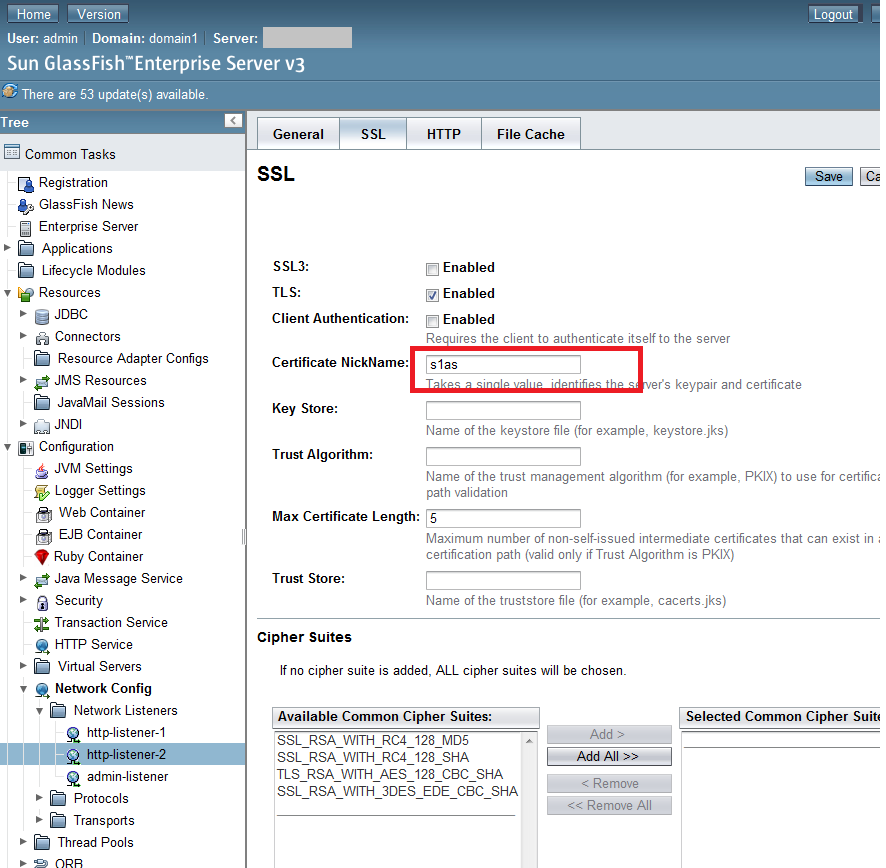 Home Version Logout
User: admin Domain: domain1 Server:
Sun GlassFish™ Enterprise Server v3
There are 53 update(s) available.
Tree
Common Tasks
Registration
GlassFish News
Enterprise Server
Applications
Lifecycle Modules
Resources
JDBC
Connectors
Resource Adapter Configs
JMS Resources
JavaMail Sessions
JNDI
Configuration
JVM Settings
Logger Settings
Web Container
EJB Container
Ruby Container
Java Message Service
Security
Transaction Service
HTTP Service
Virtual Servers
Network Config
Network Listeners
http-listener-1
http-listener-2
admin-listener
Protocols
Transports
Thread Pools
ORB
General SSL HTTP File Cache
SSL
Save Ca
SSL3: Enabled
TLS: Enabled
Client Authentication: Enabled
Requires the client to authenticate itself to the server
Certificate NickName: s1as
Takes a single value, identifies the server's keypair and certificate
Key Store:
Name of the keystore file (for example, keystore.jks)
Trust Algorithm:
Name of the trust management algorithm (for example, PKIX) to use for certifica
path validation
Max Certificate Length: 5
Maximum number of non-self-issued intermediate certificates that can exist in a
certification path (valid only if Trust Algorithm is PKIX)
Trust Store:
Name of the truststore file (for example, cacerts.jks)
Cipher Suites
If no cipher suite is added, ALL cipher suites will be chosen.
Available Common Cipher Suites:
SSL_RSA_WITH_RC4_128_MD5
SSL_RSA_WITH_RC4_128_SHA
TLS_RSA_WITH_AES_128_CBC_SHA
SSL_RSA_WITH_3DES_EDE_CBC_SHA
Add >
Add All >>
< Remove
<< Remove All
Selected Common Cipher Suite